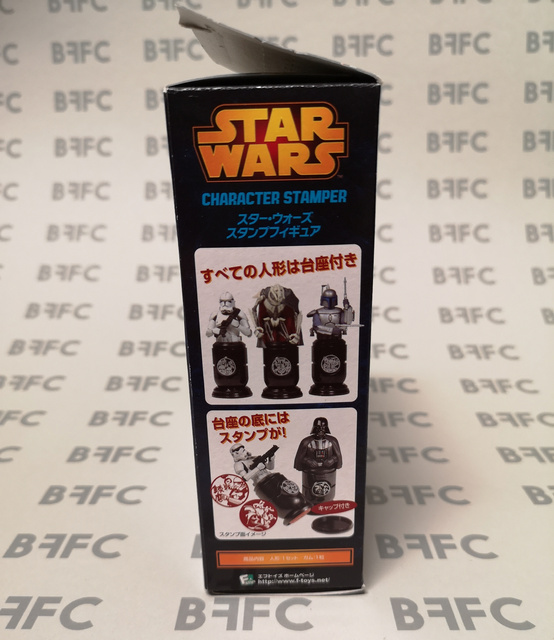 STAR
WARS
CHARACTER STAMPER
スター・ウォーズ
スタンプフィギュア
すべての人形は台座付き
台座の底には
スタンプが!
キャップ付き
スタンプ面イメージ
エフトイズ ホームページ
http://www.f-toys.net/
BFFC